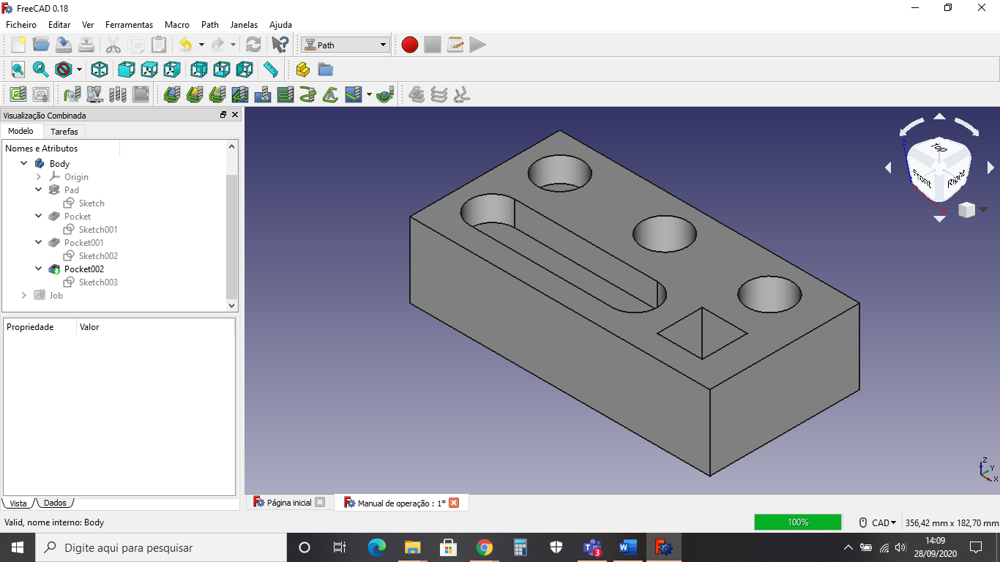 FreeCAD 0.18
Ficheiro Editar Ver Ferramentas Macro Path Janelas Ajuda
Path
Visualização Combinada
Modelo Tarefas
Nomes e Atributos
Body
Origin
Pad
Sketch
Pocket
Sketch001
Pocket001
Sketch002
Pocket002
Sketch003
Job
Propriedade Valor
Vista Dados
Top
Front
Right
Z
X
Z
Y
X
Página inicial
Manual de operação : 1*
Valid, nome interno: Body
100%
CAD
356,42 mm x 182,70 mm
Digite aqui para pesquisar
3
W
14:09
28/09/2020